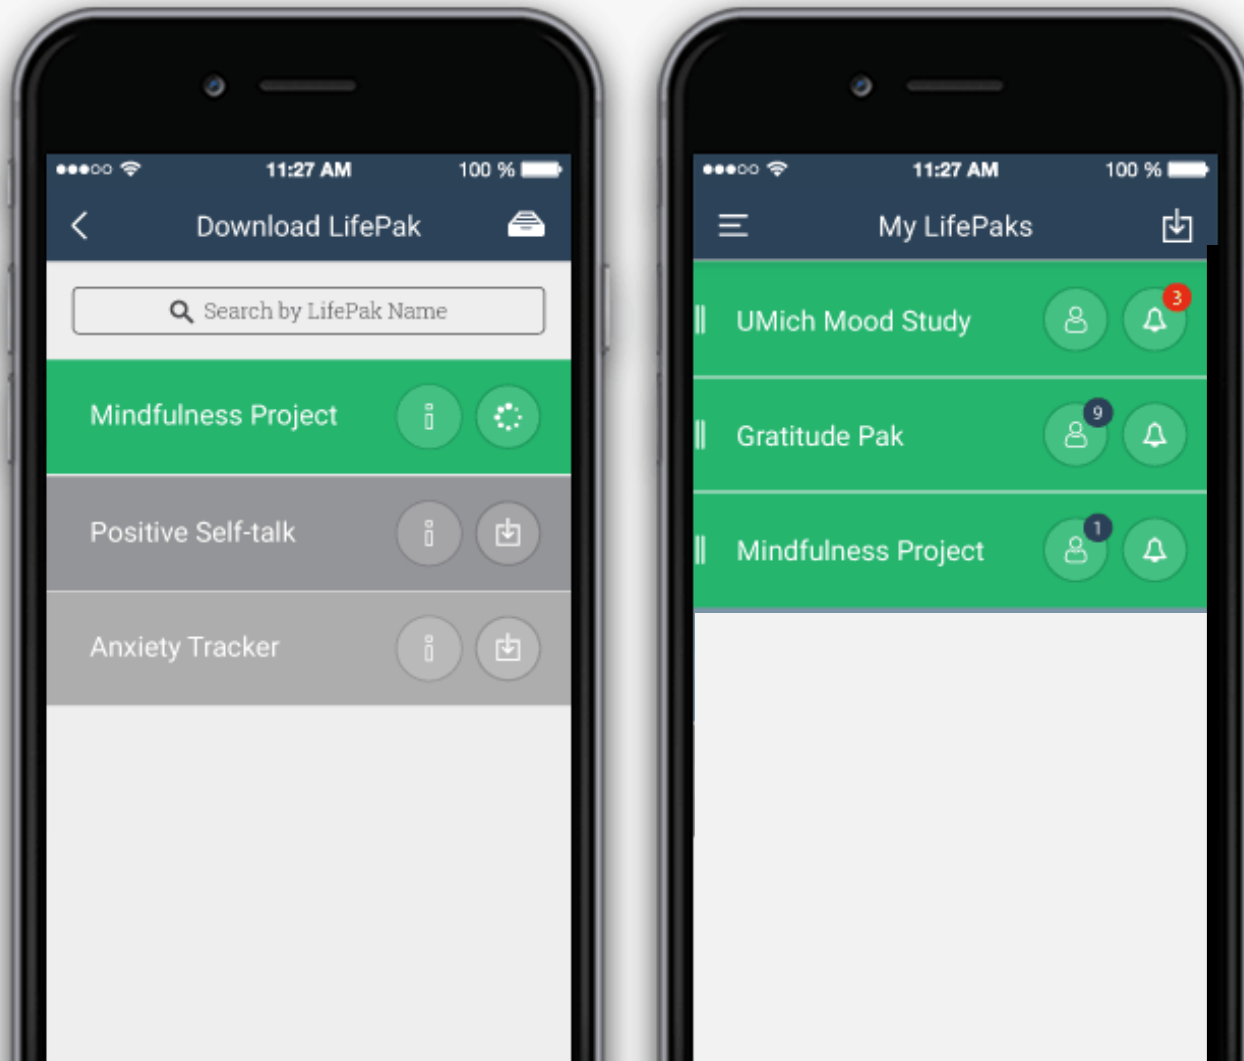 11:27 AM
100 %
Download LifePak
Search by LifePak Name
Mindfulness Project
Positive Self-talk
Anxiety Tracker
11:27 AM
100 %
My LifePaks
UMich Mood Study
3
Gratitude Pak
9
Mindfulness Project
1